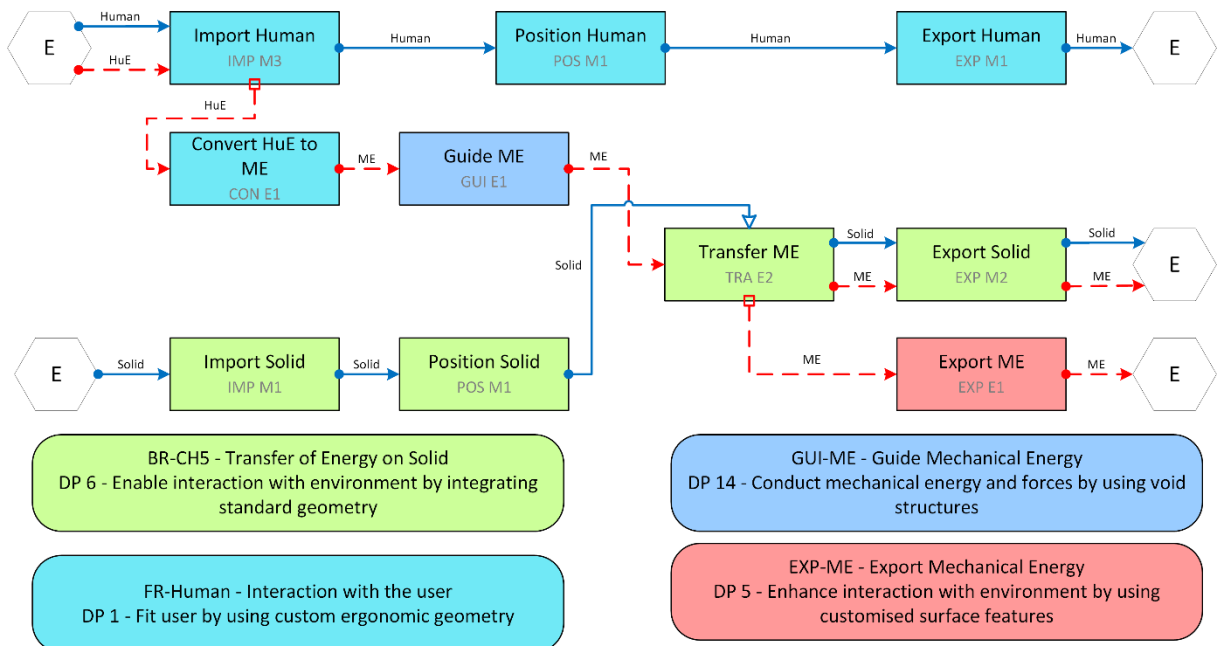 Human
E
HuE
Import Human
IMP M3
Human
Position Human
POS M1
Human
Export Human
EXP M1
Human
E
HuE
Convert HuE to
ME
CON E1
ME
Guide ME
GUI E1
ME
Solid
Transfer ME
TRA E2
Solid
ME
Export Solid
EXP M2
Solid
ME
E
E
Solid
Import Solid
IMP M1
Solid
Position Solid
POS M1
ME
Export ME
EXP E1
ME
E
BR-CH5 - Transfer of Energy on Solid
DP 6 - Enable interaction with environment by integrating
standard geometry
GUI-ME - Guide Mechanical Energy
DP 14 - Conduct mechanical energy and forces by using void
structures
FR-Human - Interaction with the user
DP 1 - Fit user by using custom ergonomic geometry
EXP-ME - Export Mechanical Energy
DP 5 - Enhance interaction with environment by using
customised surface features